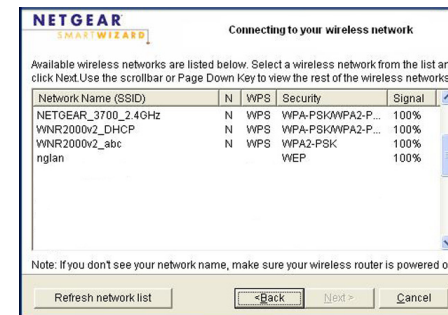 NETGEAR
SMARTWIZARD
Connecting to your wireless network
Available wireless networks are listed below. Select a wireless network from the list an
click Next.Use the scrollbar or Page Down Key to view the rest of the wireless networks
Network Name (SSID) N WPS Security Signal
NETGEAR_3700_2.4GHz N WPS WPA-PSK/WPA2-P... 100%
WNR2000v2_DHCP N WPS WPA-PSK/WPA2-P... 100%
WNR2000v2_abc N WPS WPA2-PSK 100%
nglan WEP 100%
Note: If you don't see your network name, make sure your wireless router is powered o
Refresh network list <Back Next > Cancel